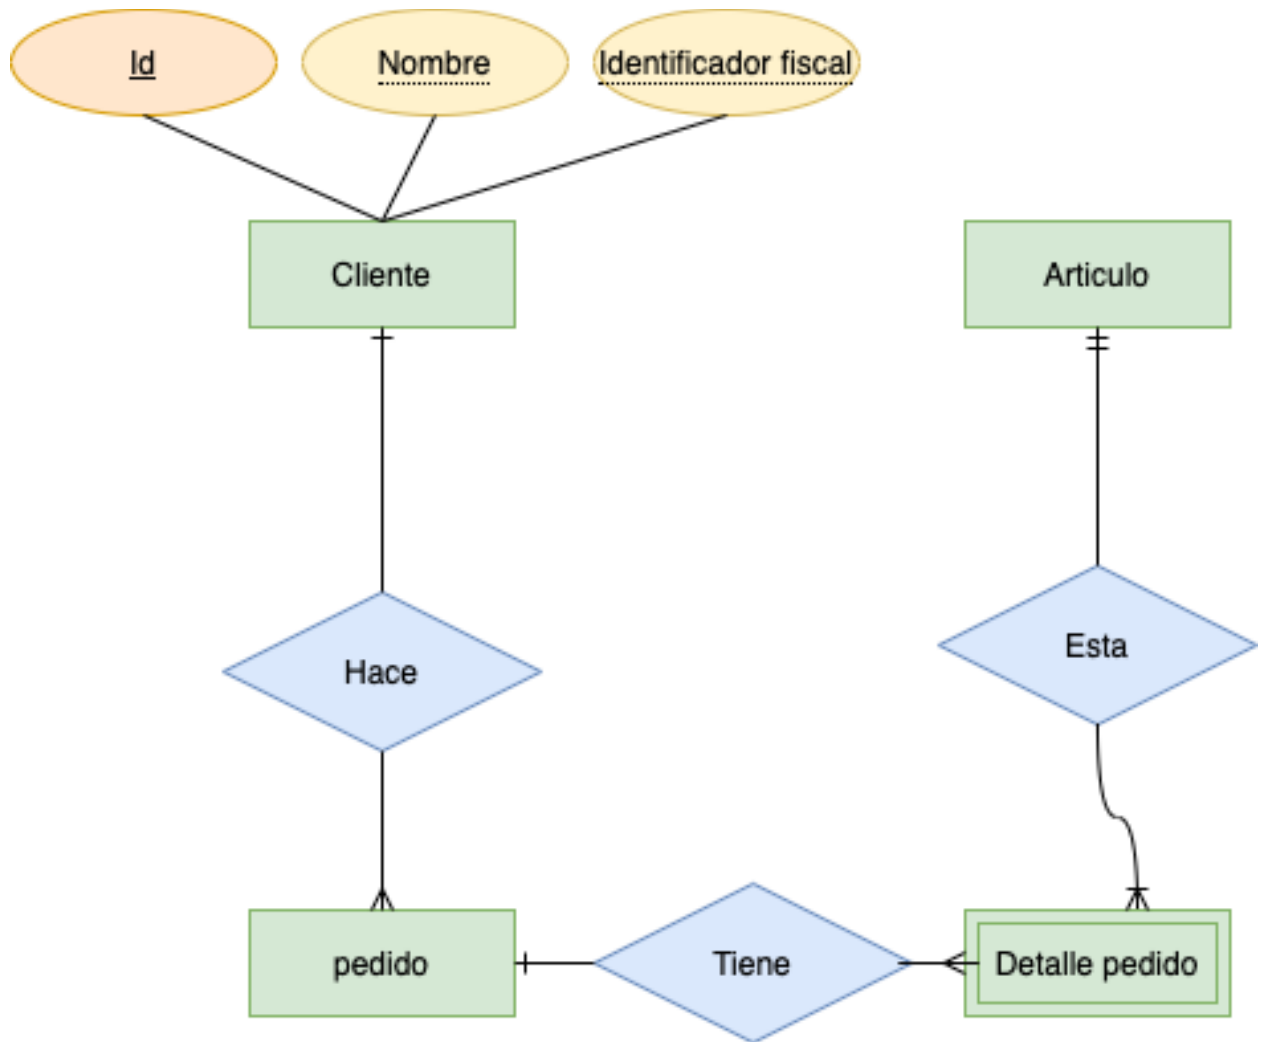 Id
Nombre
Identificador fiscal
Cliente
Articulo
Hace
Esta
pedido
Tiene
Detalle pedido